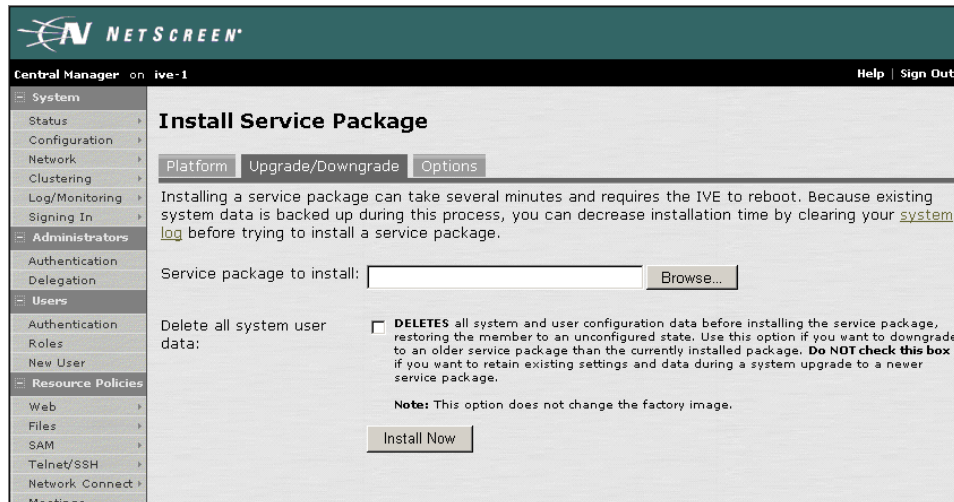 NETSCREEN
Central Manager on ive-1
Help | Sign Out
System
Status
Configuration
Network
Clustering
Log/Monitoring
Signing In
Administrators
Authentication
Delegation
Users
Authentication
Roles
New User
Resource Policies
Web
Files
SAM
Telnet/SSH
Network Connect
Meetings
Install Service Package
Platform Upgrade/Downgrade Options
Installing a service package can take several minutes and requires the IVE to reboot. Because existing
system data is backed up during this process, you can decrease installation time by clearing your system
log before trying to install a service package.
Service package to install: Browse...
Delete all system user
data:
DELETES all system and user configuration data before installing the service package,
restoring the member to an unconfigured state. Use this option if you want to downgrade
to an older service package than the currently installed package. Do NOT check this box
if you want to retain existing settings and data during a system upgrade to a newer
service package.
Note: This option does not change the factory image.
Install Now